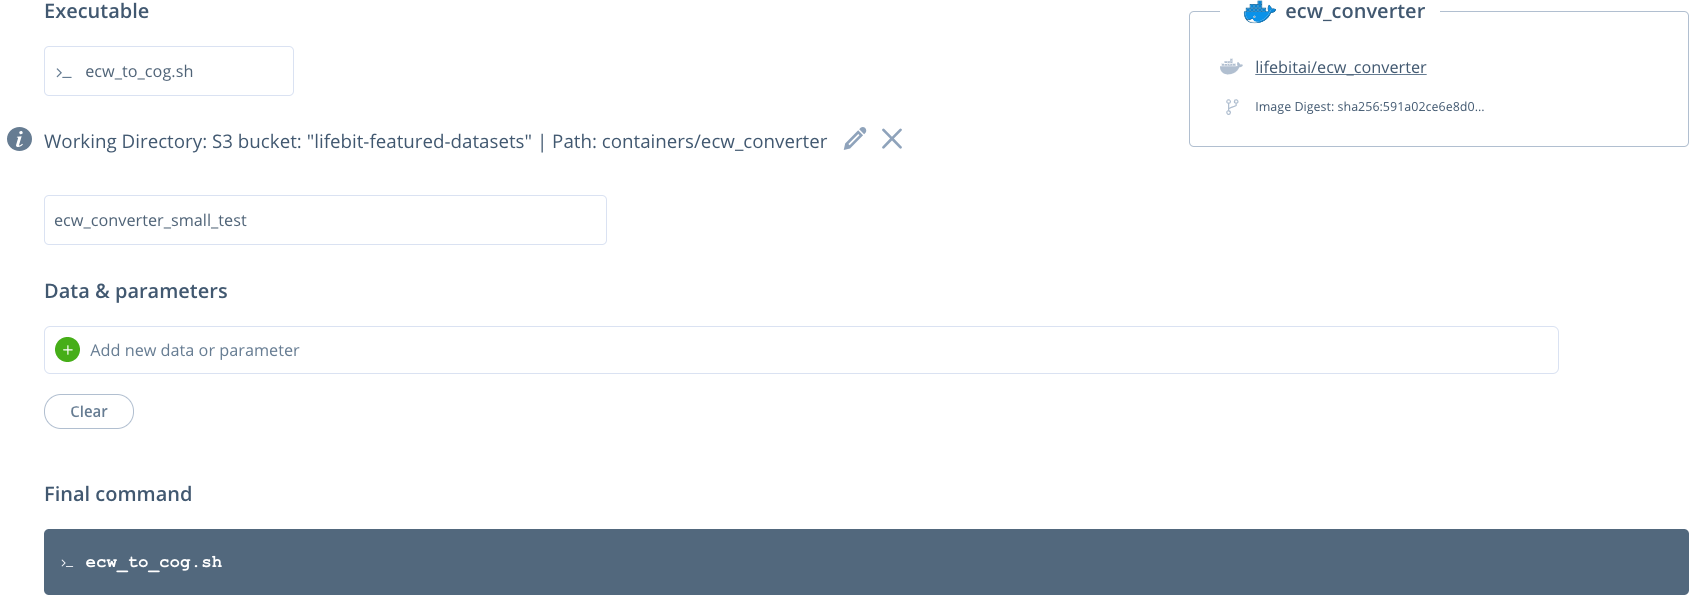 Executable
ecw_converter
>_ ecw_to_cog.sh
lifebitai/ecw_converter
Image Digest: sha256:591a02ce6e8d0...
i Working Directory: S3 bucket: "lifebit-featured-datasets" | Path: containers/ecw_converter
ecw_converter_small_test
Data & parameters
+ Add new data or parameter
Clear
Final command
>_ ecw_to_cog.sh